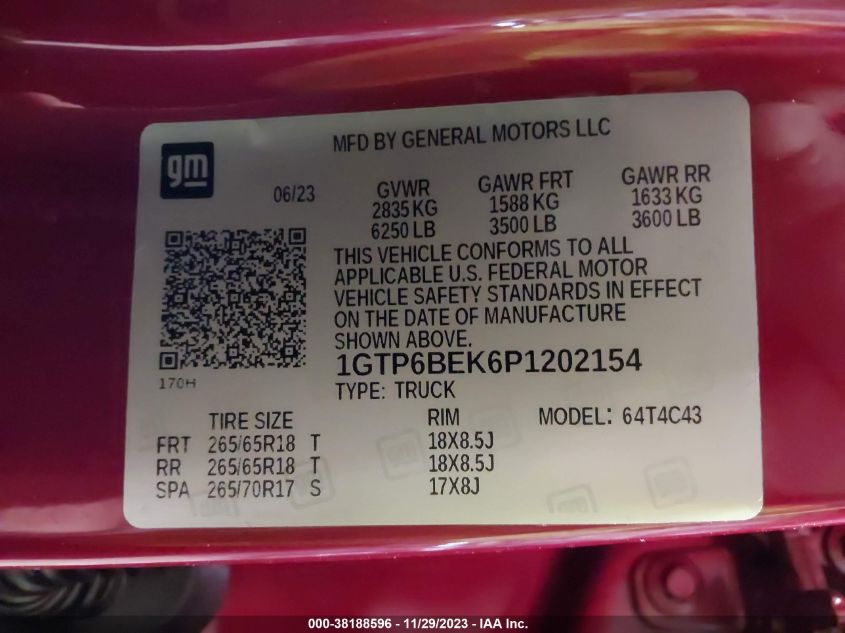 MFD BY GENERAL MOTORS LLC
gm
06/23
GVWR GAWR FRT GAWR RR
2835 KG 1588 KG 1633 KG
6250 LB 3500 LB 3600 LB
THIS VEHICLE CONFORMS TO ALL
APPLICABLE U.S. FEDERAL MOTOR
VEHICLE SAFETY STANDARDS IN EFFECT
ON THE DATE OF MANUFACTURE
SHOWN ABOVE.
1GTP6BEK6P1202154
170H
TYPE: TRUCK
TIRE SIZE RIM MODEL: 64T4C43
FRT 265/65R18 T 18X8.5J
RR 265/65R18 T 18X8.5J
SPA 265/70R17 S 17X8J
000-38188596 - 11/29/2023 - IAA Inc.